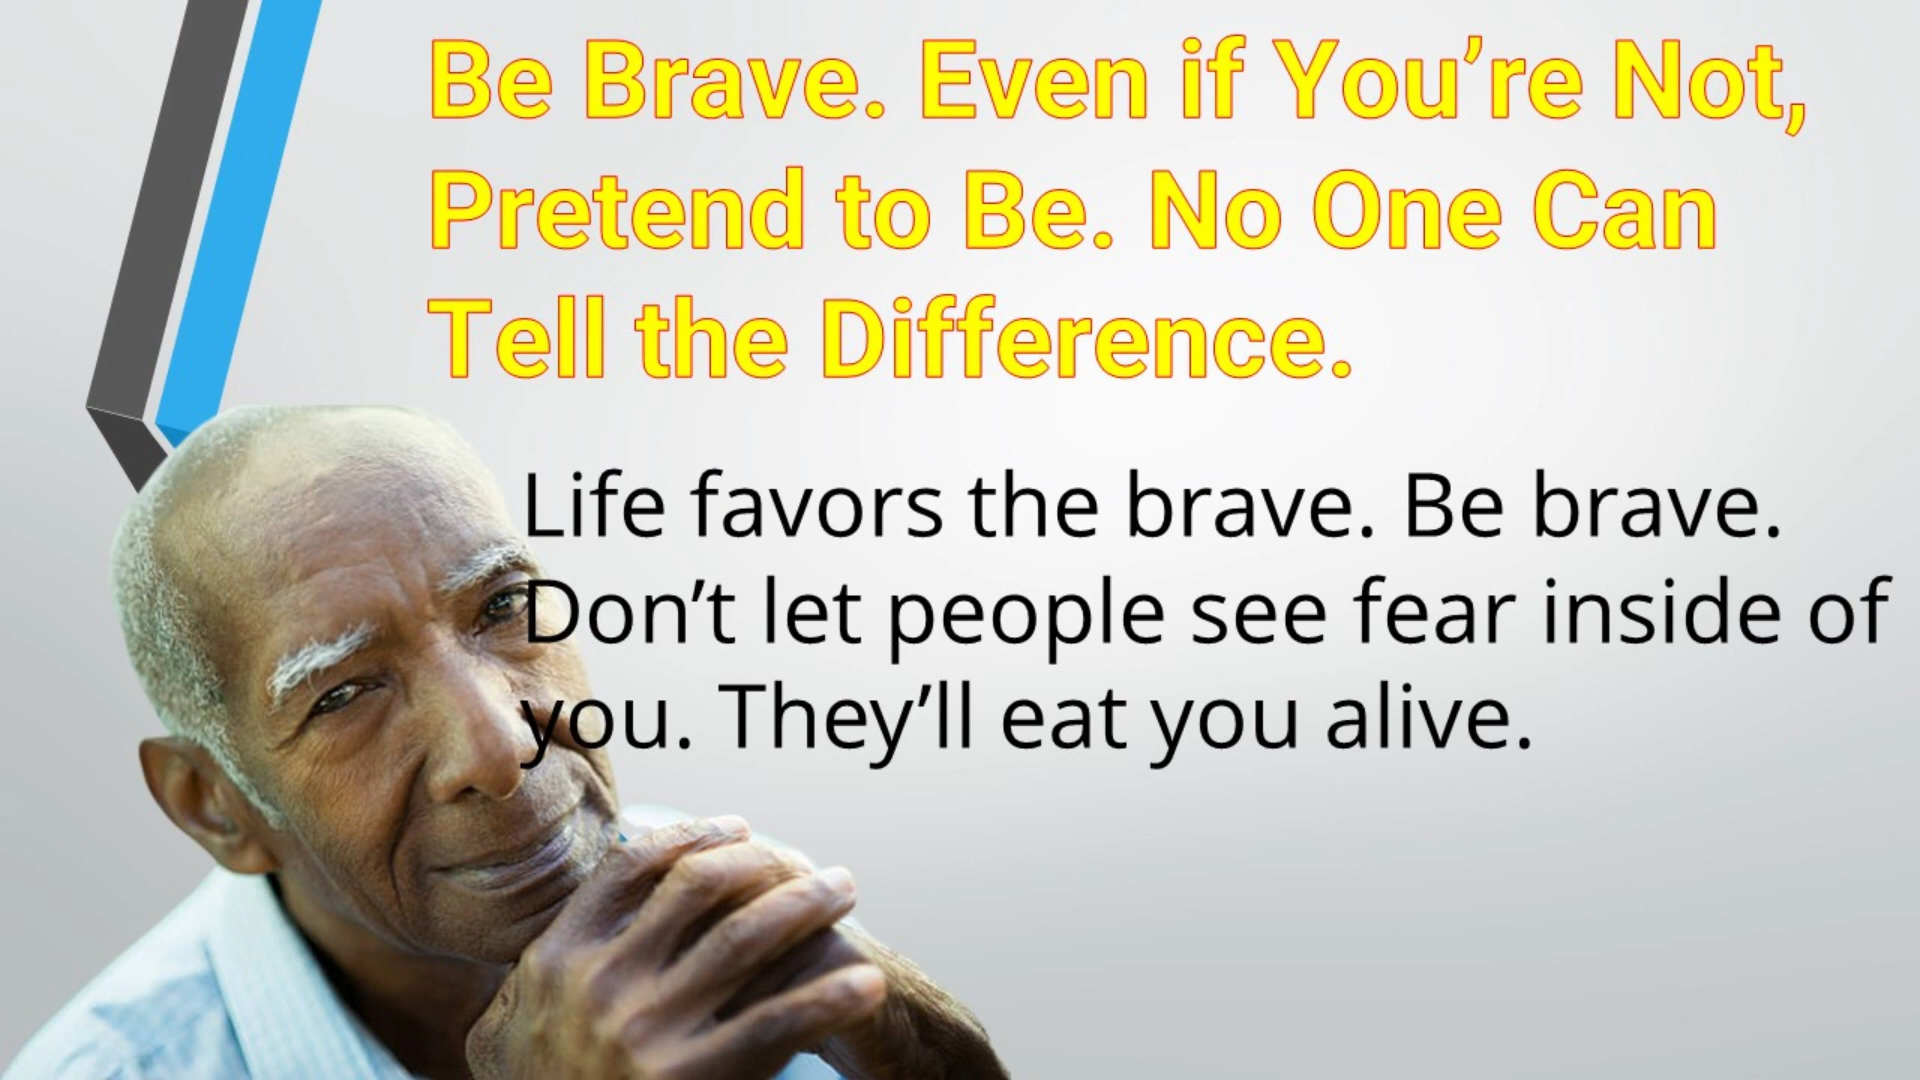 Be Brave. Even if You’re Not,
Pretend to Be. No One Can
Tell the Difference.
Life favors the brave. Be brave.
Don’t let people see fear inside of
you. They’ll eat you alive.